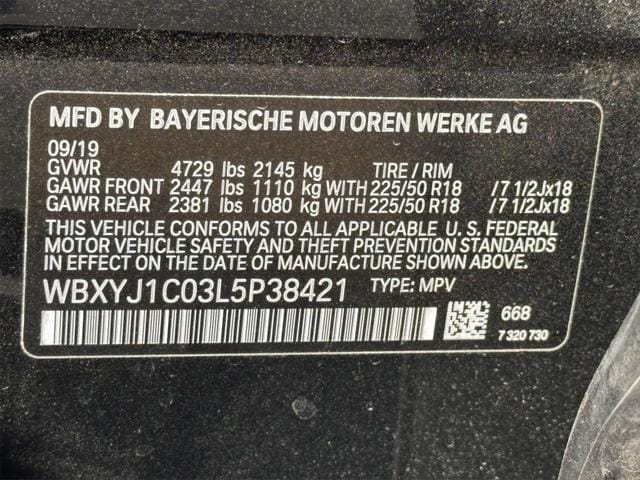 MFD BY BAYERISCHE MOTOREN WERKE AG
09/19
GVWR 4729 lbs 2145 kg TIRE / RIM
GAWR FRONT 2447 lbs 1110 kg WITH 225/50 R18 /7 1/2Jx18
GAWR REAR 2381 lbs 1080 kg WITH 225/50 R18 /7 1/2Jx18
THIS VEHICLE CONFORMS TO ALL APPLICABLE U. S. FEDERAL
MOTOR VEHICLE SAFETY AND THEFT PREVENTION STANDARDS
IN EFFECT ON THE DATE OF MANUFACTURE SHOWN ABOVE.
WBXYJ1C03L5P38421 TYPE: MPV
668
7 320 730